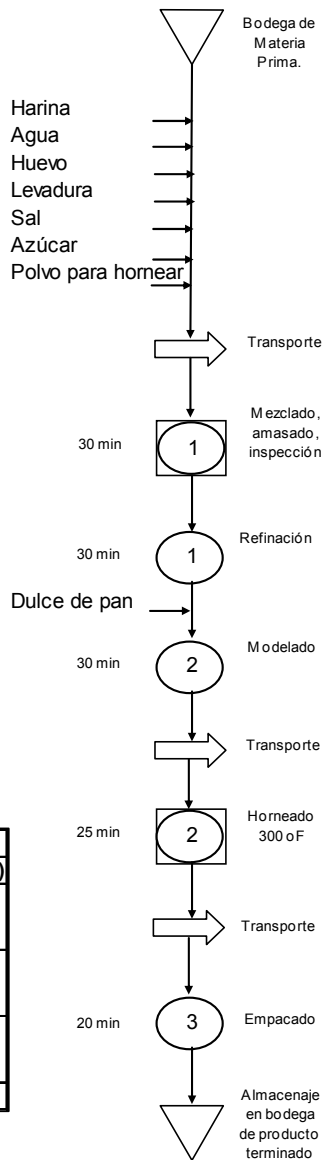 Bodega de
Materia
Prima.
Harina
Agua
Huevo
Levadura
Sal
Azúcar
Polvo para hornear
Transporte
30 min
1
Mezclado,
amasado,
inspección
30 min
1
Refinación
Dulce de pan
30 min
2
Modelado
Transporte
25 min
2
Horneado
300 oF
)
Transporte
20 min
3
Empacado
Almacenaje
en bodega
de producto
terminado